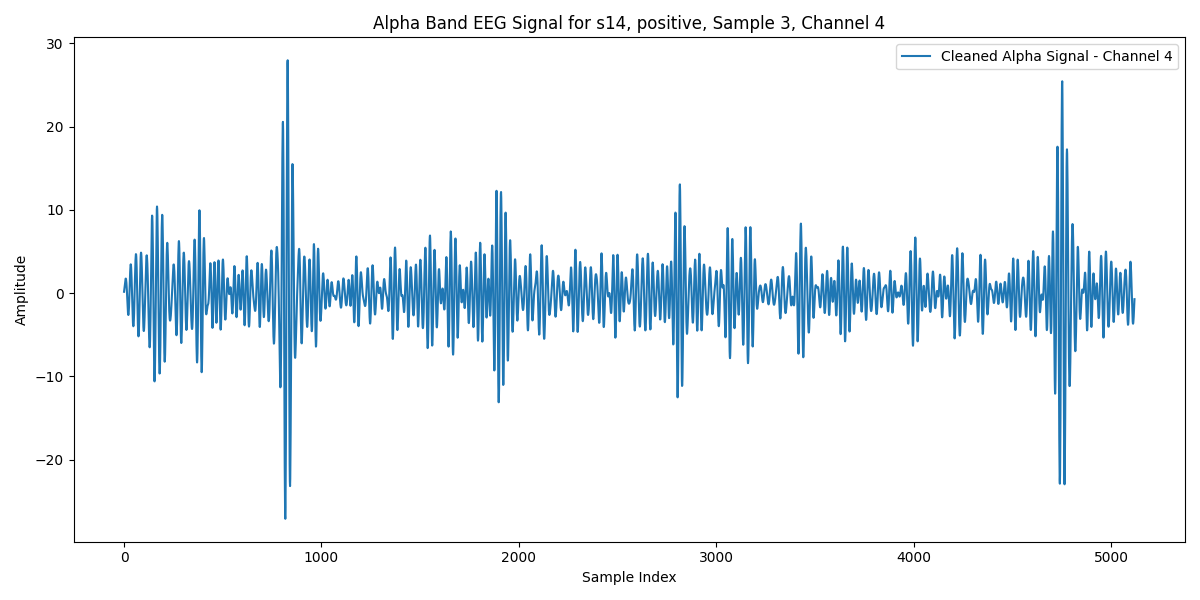 Alpha Band EEG Signal for s14, positive, Sample 3, Channel 4
Cleaned Alpha Signal - Channel 4
Amplitude
30
20
10
0
−10
−20
0 1000 2000 3000 4000 5000
Sample Index